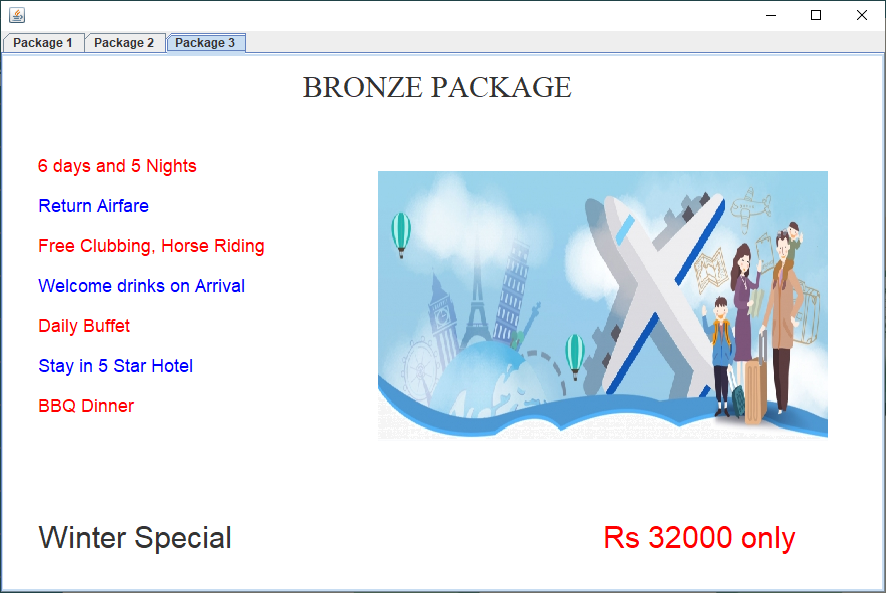 Package 1
Package 2
Package 3
BRONZE PACKAGE
6 days and 5 Nights
Return Airfare
Free Clubbing, Horse Riding
Welcome drinks on Arrival
Daily Buffet
Stay in 5 Star Hotel
BBQ Dinner
Winter Special
Rs 32000 only